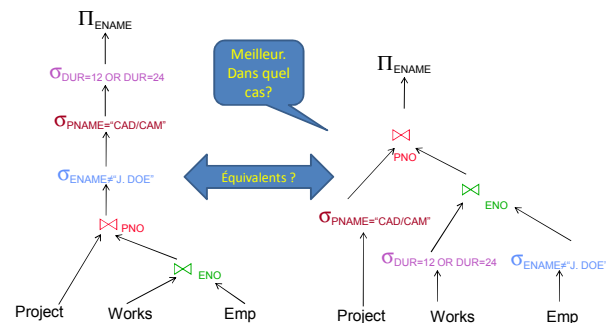 Π ENAME
σ DUR=12 OR DUR=24
σ PNAME=“CAD/CAM”
σ ENAME≠“J. DOE”
⋈ PNO
⋈ ENO
Project Works Emp
Meilleur.
Dans quel
cas?
Équivalents ?
Π ENAME
⋈ PNO
⋈ ENO
σ PNAME=“CAD/CAM”
σ DUR=12 OR DUR=24
σ ENAME≠“J. DOE”
Project Works Emp